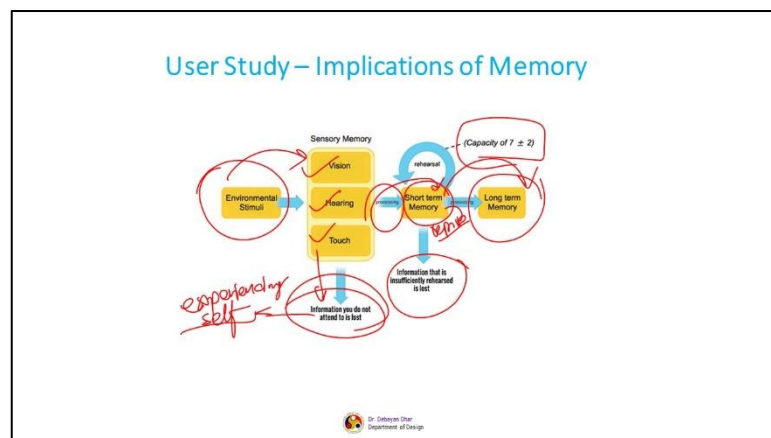 User Study – Implications of Memory
Sensory Memory
Vision
Hearing
Touch
Environmental
Stimuli
processing
rehearsal
(Capacity of 7 ± 2)
Short term
Memory
processing
Long term
Memory
Information that is
insufficiently rehearsed
is lost
experiencing
self
Information you do not
attend to is lost
Dr. Debayan Dhar
Department of Design